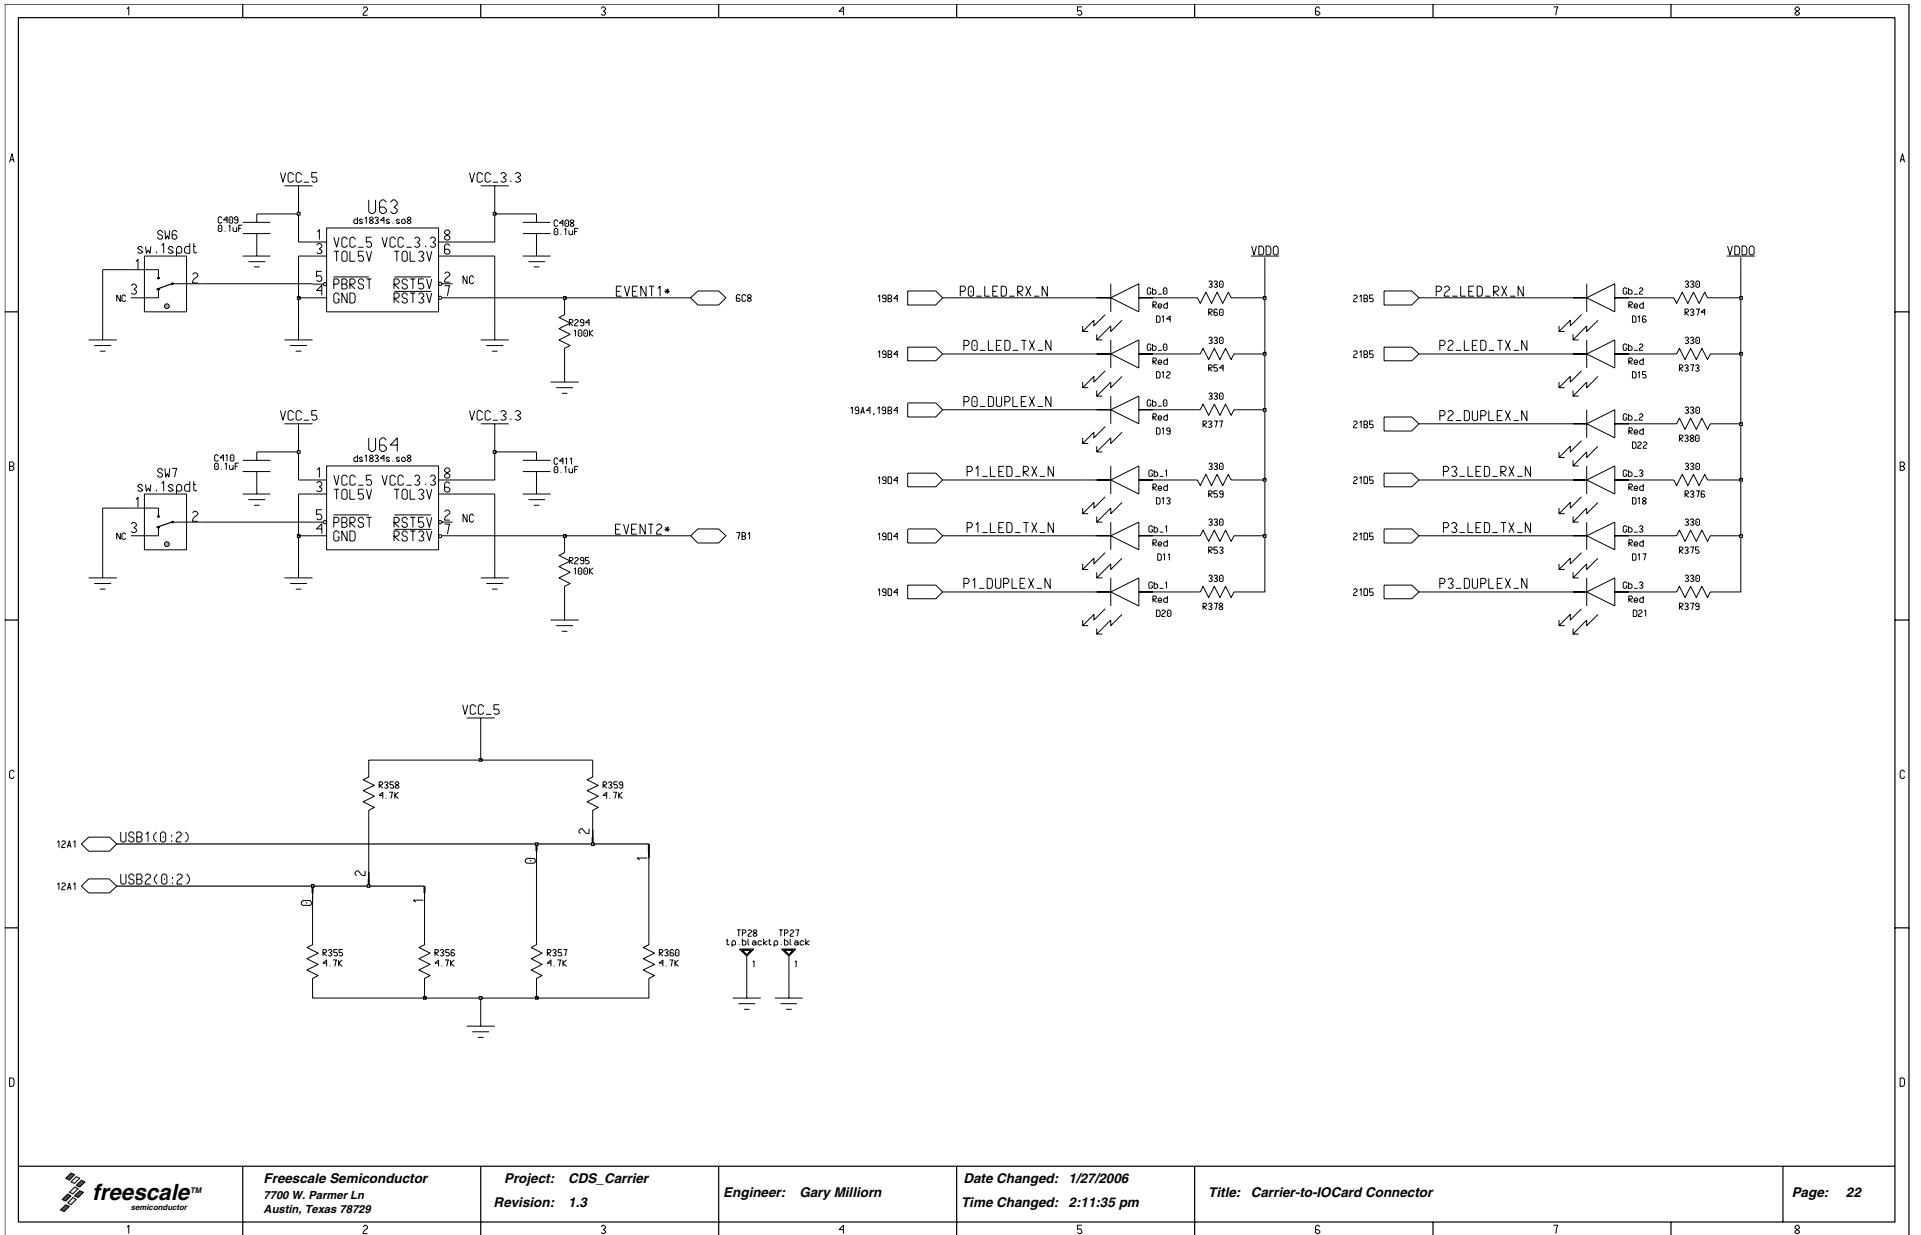 1 2 3 4 5 6 7 8
A A
VCC_5 VCC_3.3
U63
ds1834s.so8
C409
0.1uF
C408
0.1uF
SW6
sw.1spdt
1 VCC_5 VCC_3.3 8
3 TOL5V TOL3V 6
5 PBRST RST5V 2 NC
4 GND RST3V 7
1
2
NC 3
EVENT1* 6C8
R294
100K
VCC_5 VCC_3.3
U64
ds1834s.so8
C410
0.1uF
C411
0.1uF
B B
SW7
sw.1spdt
1 VCC_5 VCC_3.3 8
3 TOL5V TOL3V 6
5 PBRST RST5V 2 NC
4 GND RST3V 7
1
2
NC 3
EVENT2* 7B1
R295
100K
VDDO
19B4 P0_LED_RX_N Gb_0 Red D14 330 R60
19B4 P0_LED_TX_N Gb_0 Red D12 330 R54
19A4,19B4 P0_DUPLEX_N Gb_0 Red D19 330 R377
19D4 P1_LED_RX_N Gb_1 Red D13 330 R59
19D4 P1_LED_TX_N Gb_1 Red D11 330 R53
19D4 P1_DUPLEX_N Gb_1 Red D20 330 R378
VDDO
21B5 P2_LED_RX_N Gb_2 Red D16 330 R374
21B5 P2_LED_TX_N Gb_2 Red D15 330 R373
21B5 P2_DUPLEX_N Gb_2 Red D22 330 R380
21D5 P3_LED_RX_N Gb_3 Red D18 330 R376
21D5 P3_LED_TX_N Gb_3 Red D17 330 R375
21D5 P3_DUPLEX_N Gb_3 Red D21 330 R379
VCC_5
C C
R358
4.7K
R359
4.7K
12A1 USB1(0:2) 2 0 1
12A1 USB2(0:2) 2 0 1
R355
4.7K
R356
4.7K
R357
4.7K
R360
4.7K
TP28 TP27
tp.black tp.black
1 1
D D
freescale™
semiconductor
Freescale Semiconductor
7700 W. Parmer Ln
Austin, Texas 78729
Project: CDS_Carrier
Revision: 1.3
Engineer: Gary Milliorn
Date Changed: 1/27/2006
Time Changed: 2:11:35 pm
Title: Carrier-to-IOCard Connector
Page: 22
1 2 3 4 5 6 7 8